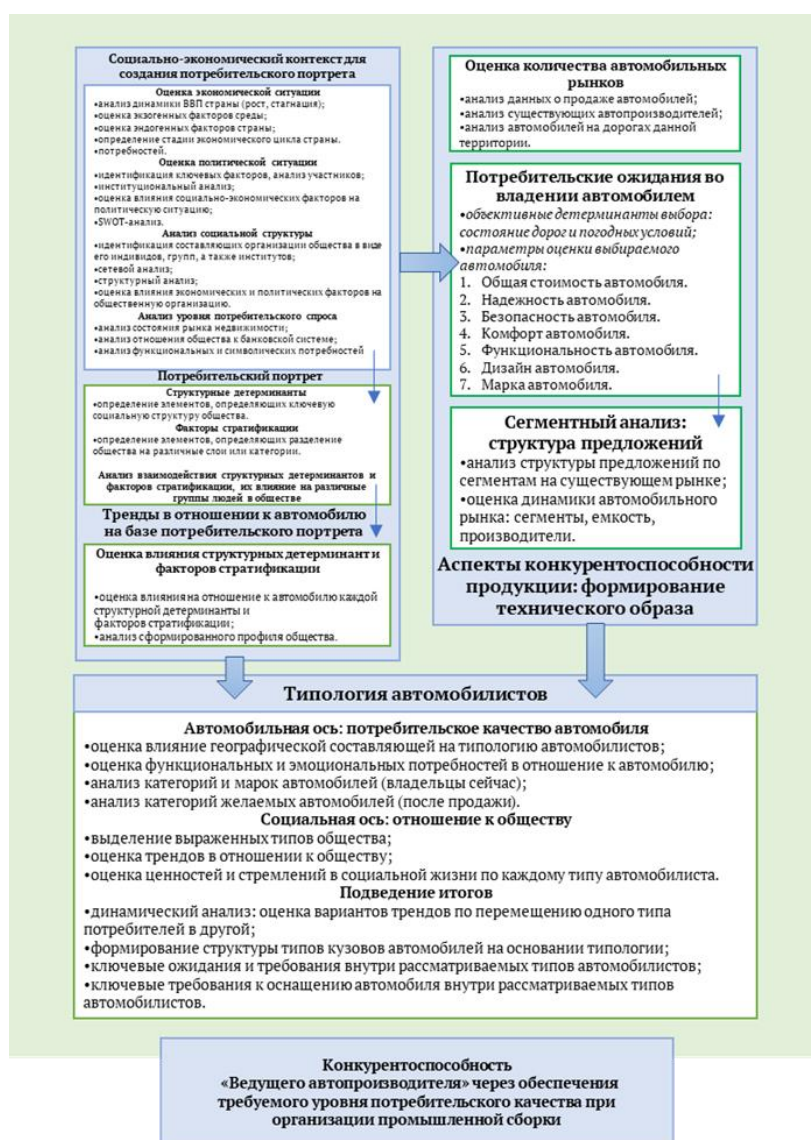 Социально-экономический контекст для
создания потребительского портрета
Оценка экономической ситуации
•анализ динамики ВВП страны (рост, стагнация);
•оценка экзогенных факторов среды;
•оценка эндогенных факторов страны;
•определение стадии экономического цикла страны.
•потребностей.
Оценка политической ситуации
•идентификация ключевых факторов, анализ участников;
•институциональный анализ;
•оценка влияния социально-экономических факторов на
политическую ситуацию;
•SWOT-анализ.
Анализ социальной структуры
•идентификация составляющих организации общества в виде
его индивидов, групп, а также институтов;
•сетевой анализ;
•структурный анализ;
•оценка влияния экономических и политических факторов на
общественную организацию.
Анализ уровня потребительского спроса
•анализ состояния рынка недвижимости;
•анализ отношения общества к банковской системе;
•анализ функциональных и символических потребностей
Потребительский портрет
Структурные детерминанты
•определение элементов, определяющих ключевую
социальную структуру общества.
Факторы стратификации
•определение элементов, определяющих разделение
общества на различные слои или категории.
Анализ взаимодействия структурных детерминантов и
факторов стратификации, их влияние на различные
группы людей в обществе
Тренды в отношении к автомобилю
на базе потребительского портрета
Оценка влияния структурных детерминант и
факторов стратификации
•оценка влияния на отношение к автомобилю каждой
структурной детерминанты и
факторов стратификации;
•анализ сформированного профиля общества.
Оценка количества автомобильных
рынков
•анализ данных о продаже автомобилей;
•анализ существующих автопроизводителей;
•анализ автомобилей на дорогах данной
территории.
Потребительские ожидания во
владении автомобилем
•объективные детерминанты выбора:
состояние дорог и погодных условий;
•параметры оценки выбираемого
автомобиля:
1. Общая стоимость автомобиля.
2. Надежность автомобиля.
3. Безопасность автомобиля.
4. Комфорт автомобиля.
5. Функциональность автомобиля.
6. Дизайн автомобиля.
7. Марка автомобиля.
Сегментный анализ:
структура предложений
•анализ структуры предложений по
сегментам на существующем рынке;
•оценка динамики автомобильного
рынка: сегменты, емкость,
производители.
Аспекты конкурентоспособности
продукции: формирование
технического образа
Типология автомобилистов
Автомобильная ось: потребительское качество автомобиля
•оценка влияние географической составляющей на типологию автомобилистов;
•оценка функциональных и эмоциональных потребностей в отношение к автомобилю;
•анализ категорий и марок автомобилей (владельцы сейчас);
•анализ категорий желаемых автомобилей (после продажи).
Социальная ось: отношение к обществу
•выделение выраженных типов общества;
•оценка трендов в отношении к обществу;
•оценка ценностей и стремлений в социальной жизни по каждому типу автомобилиста.
Подведение итогов
•динамический анализ: оценка вариантов трендов по перемещению одного типа
потребителей в другой;
•формирование структуры типов кузовов автомобилей на основании типологии;
•ключевые ожидания и требования внутри рассматриваемых типов автомобилистов;
•ключевые требования к оснащению автомобиля внутри рассматриваемых типов
автомобилистов.
Конкурентоспособность
«Ведущего автопроизводителя» через обеспечения
требуемого уровня потребительского качества при
организации промышленной сборки